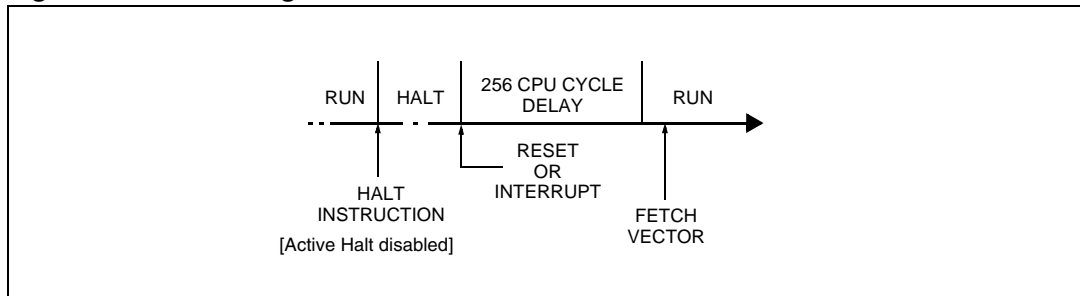 RUN
HALT
256 CPU CYCLE
DELAY
RUN
HALT
INSTRUCTION
[Active Halt disabled]
RESET
OR
INTERRUPT
FETCH
VECTOR